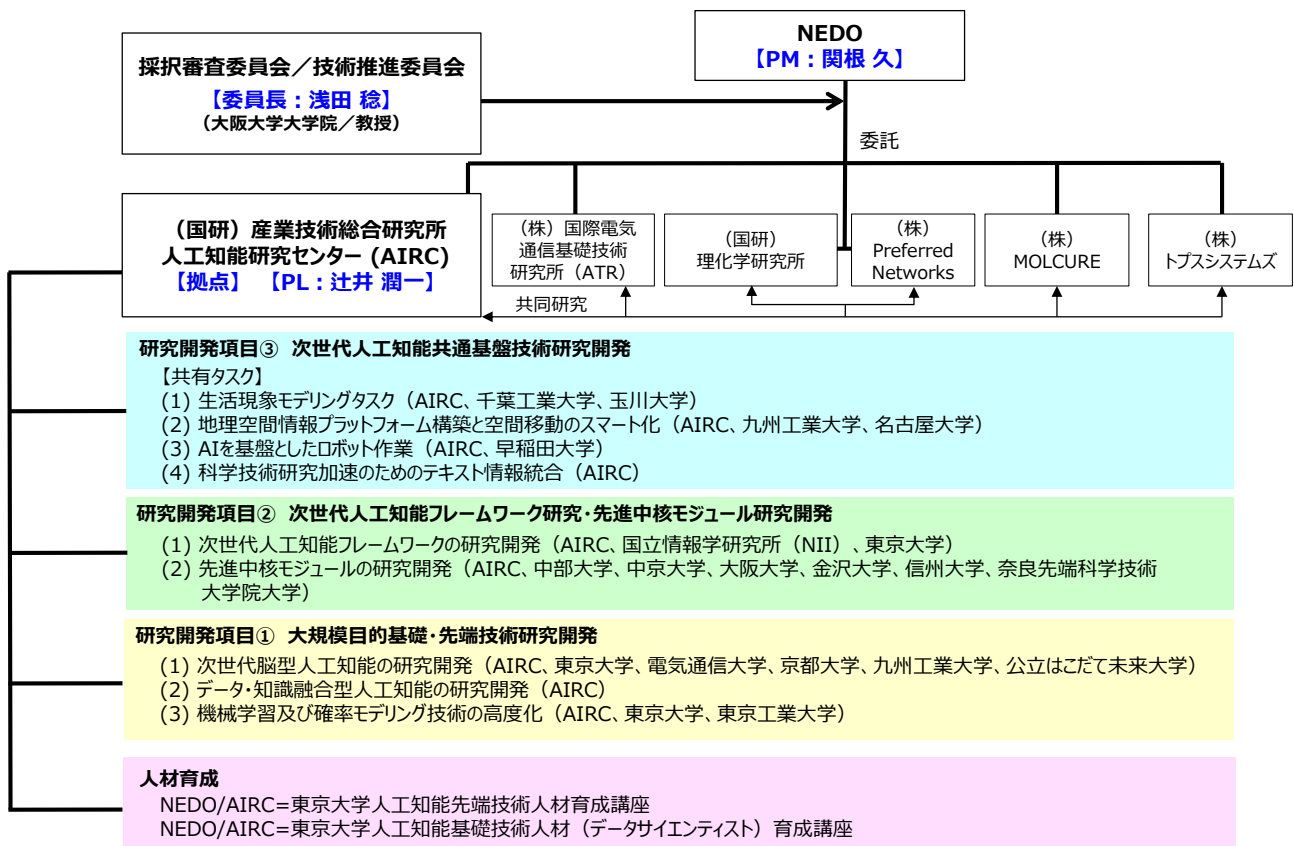 NEDO
【PM：関根 久】
採択審査委員会／技術推進委員会
【委員長：浅田 稔】
（大阪大学大学院／教授）
委託
（国研）産業技術総合研究所
人工知能研究センター (AIRC)
【拠点】 【PL：辻井 潤一】
（株）国際電気
通信基礎技術
研究所（ATR）
（国研）
理化学研究所
（株）
Preferred
Networks
（株）
MOLCURE
（株）
トプスシステムズ
共同研究
研究開発項目③ 次世代人工知能共通基盤技術研究開発
【共有タスク】
(1) 生活現象モデリングタスク（AIRC、千葉工業大学、玉川大学）
(2) 地理空間情報プラットフォーム構築と空間移動のスマート化（AIRC、九州工業大学、名古屋大学）
(3) AIを基盤としたロボット作業（AIRC、早稲田大学）
(4) 科学技術研究加速のためのテキスト情報統合（AIRC）
研究開発項目② 次世代人工知能フレームワーク研究・先進中核モジュール研究開発
(1) 次世代人工知能フレームワークの研究開発（AIRC、国立情報学研究所（NII）、東京大学）
(2) 先進中核モジュールの研究開発（AIRC、中部大学、中京大学、大阪大学、金沢大学、信州大学、奈良先端科学技術
大学院大学）
研究開発項目① 大規模目的基礎・先端技術研究開発
(1) 次世代脳型人工知能の研究開発（AIRC、東京大学、電気通信大学、京都大学、九州工業大学、公立はこだて未来大学）
(2) データ・知識融合型人工知能の研究開発（AIRC）
(3) 機械学習及び確率モデリング技術の高度化（AIRC、東京大学、東京工業大学）
人材育成
NEDO/AIRC=東京大学人工知能先端技術人材育成講座
NEDO/AIRC=東京大学人工知能基礎技術人材（データサイエンティスト）育成講座